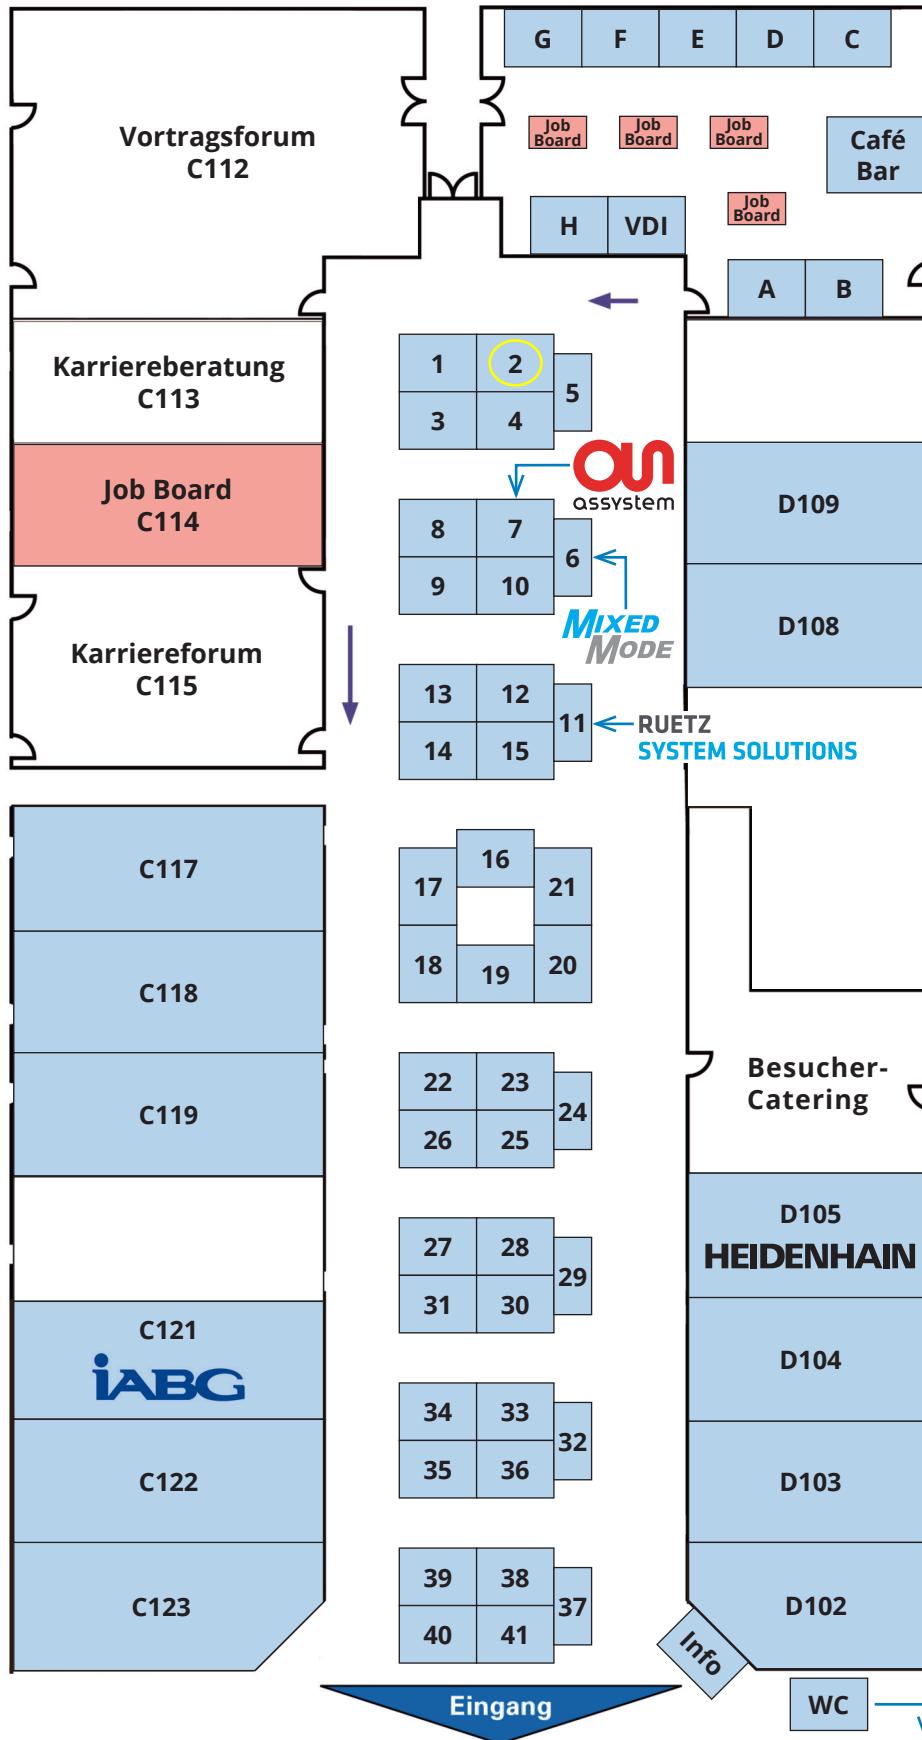 G
F
E
D
C
Job
Board
Job
Board
Job
Board
Café
Bar
Job
Board
H
VDI
A
B
Vortragsforum
C112
Karriereberatung
C113
Job Board
C114
Karriereforum
C115
1
2
3
4
5
assystem
8
7
6
9
10
MIXED
MODE
13
12
11
14
15
RUETZ
SYSTEM SOLUTIONS
D109
D108
C117
C118
C119
16
17
21
18
19
20
22
23
24
26
25
Besucher-
Catering
27
28
29
31
30
D105
HEIDENHAIN
D104
D103
D102
C121
iABG
C122
C123
34
33
32
35
36
39
38
37
40
41
Info
Eingang
WC